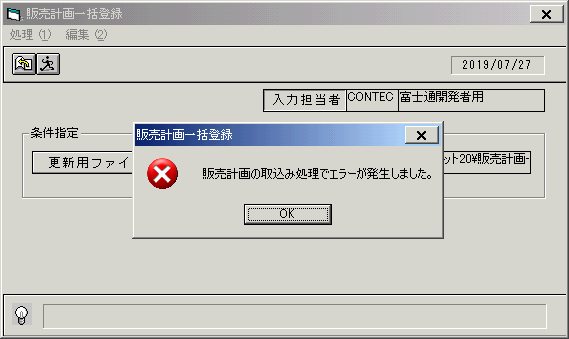 販売計画一括登録
処理 (1) 編集 (2)
2019/07/27
入力担当者 CONTEC 富士通開発者用
条件指定
更新用ファイ
ット20¥販売計画-
販売計画一括登録
販売計画の取込み処理でエラーが発生しました。
OK